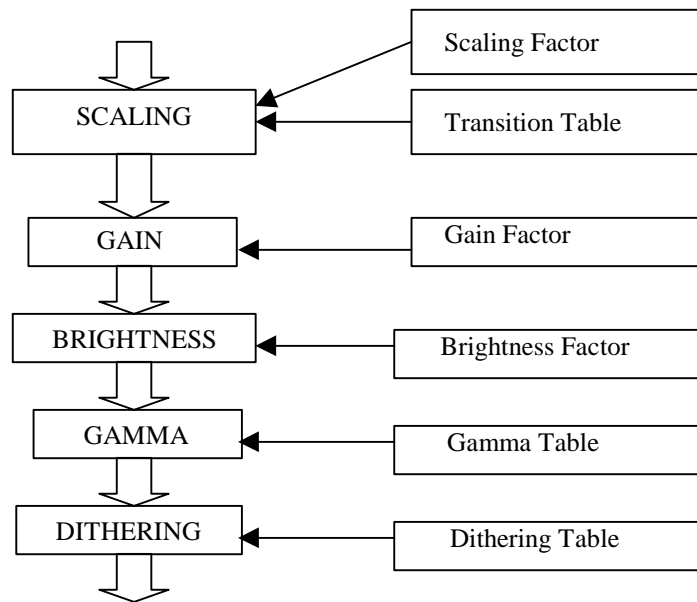 Scaling Factor
SCALING
Transition Table
GAIN
Gain Factor
BRIGHTNESS
Brightness Factor
GAMMA
Gamma Table
DITHERING
Dithering Table